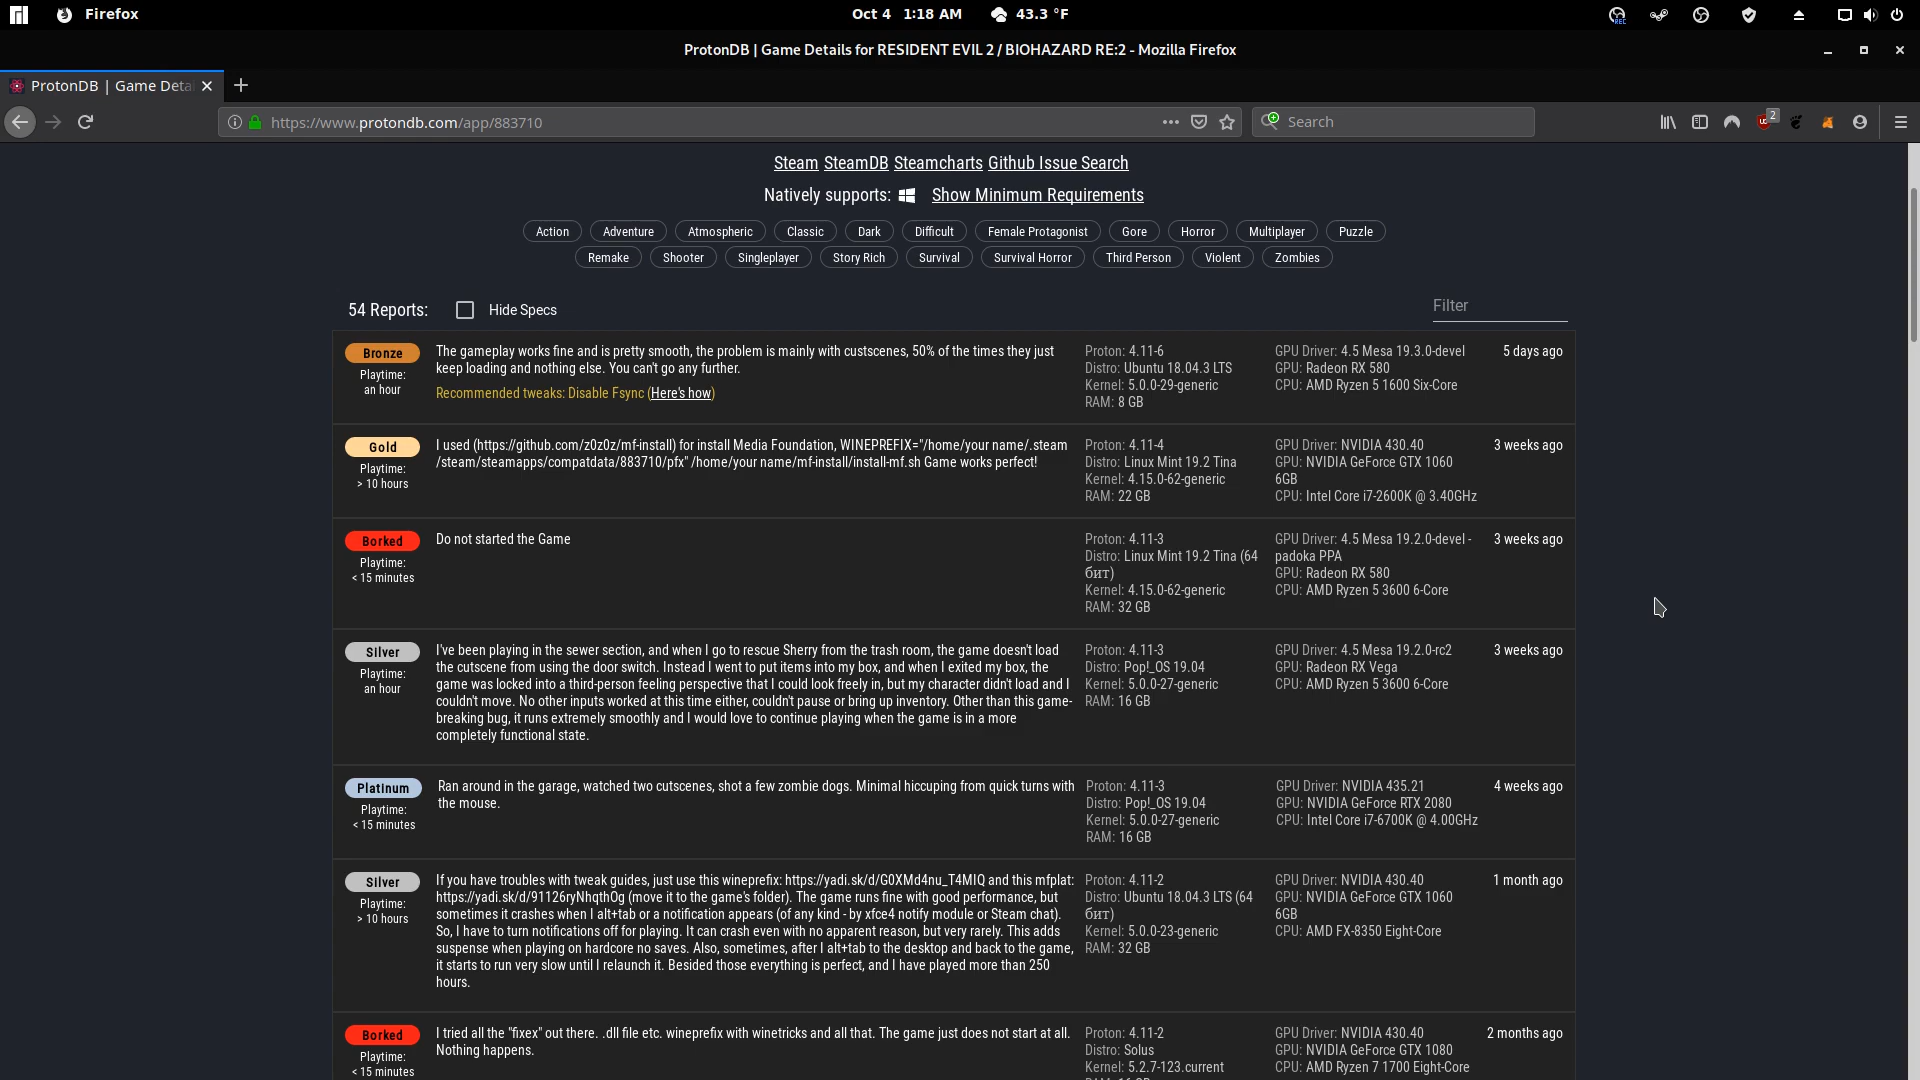 Firefox
Oct 4 1:18 AM 43.3 °F
REC
ProtonDB | Game Details for RESIDENT EVIL 2 / BIOHAZARD RE:2 - Mozilla Firefox
ProtonDB | Game Deta
https://www.protondb.com/app/883710
Search
2
Steam SteamDB Steamcharts Github Issue Search
Natively supports: Show Minimum Requirements
Action Adventure Atmospheric Classic Dark Difficult Female Protagonist Gore Horror Multiplayer Puzzle
Remake Shooter Singleplayer Story Rich Survival Survival Horror Third Person Violent Zombies
54 Reports: Hide Specs Filter
Bronze
Playtime:
an hour
The gameplay works fine and is pretty smooth, the problem is mainly with custscenes, 50% of the times they just
keep loading and nothing else. You can't go any further.
Recommended tweaks: Disable Fsync (Here's how)
Proton: 4.11-6
Distro: Ubuntu 18.04.3 LTS
Kernel: 5.0.0-29-generic
RAM: 8 GB
GPU Driver: 4.5 Mesa 19.3.0-devel
GPU: Radeon RX 580
CPU: AMD Ryzen 5 1600 Six-Core
5 days ago
Gold
Playtime:
> 10 hours
I used (https://github.com/z0z0z/mf-install) for install Media Foundation, WINEPREFIX="/home/your name/.steam
/steam/steamapps/compatdata/883710/pfx" /home/your name/mf-install/install-mf.sh Game works perfect!
Proton: 4.11-4
Distro: Linux Mint 19.2 Tina
Kernel: 4.15.0-62-generic
RAM: 22 GB
GPU Driver: NVIDIA 430.40
GPU: NVIDIA GeForce GTX 1060
6GB
CPU: Intel Core i7-2600K @ 3.40GHz
3 weeks ago
Borked
Playtime:
< 15 minutes
Do not started the Game
Proton: 4.11-3
Distro: Linux Mint 19.2 Tina (64
бит)
Kernel: 4.15.0-62-generic
RAM: 32 GB
GPU Driver: 4.5 Mesa 19.2.0-devel -
padoka PPA
GPU: Radeon RX 580
CPU: AMD Ryzen 5 3600 6-Core
3 weeks ago
Silver
Playtime:
an hour
I've been playing in the sewer section, and when I go to rescue Sherry from the trash room, the game doesn't load
the cutscene from using the door switch. Instead I went to put items into my box, and when I exited my box, the
game was locked into a third-person feeling perspective that I could look freely in, but my character didn't load and I
couldn't move. No other inputs worked at this time either, couldn't pause or bring up inventory. Other than this game-
breaking bug, it runs extremely smoothly and I would love to continue playing when the game is in a more
completely functional state.
Proton: 4.11-3
Distro: Pop!_OS 19.04
Kernel: 5.0.0-27-generic
RAM: 16 GB
GPU Driver: 4.5 Mesa 19.2.0-rc2
GPU: Radeon RX Vega
CPU: AMD Ryzen 5 3600 6-Core
3 weeks ago
Platinum
Playtime:
< 15 minutes
Ran around in the garage, watched two cutscenes, shot a few zombie dogs. Minimal hiccuping from quick turns with
the mouse.
Proton: 4.11-3
Distro: Pop!_OS 19.04
Kernel: 5.0.0-27-generic
RAM: 16 GB
GPU Driver: NVIDIA 435.21
GPU: NVIDIA GeForce RTX 2080
CPU: Intel Core i7-6700K @ 4.00GHz
4 weeks ago
Silver
Playtime:
> 10 hours
If you have troubles with tweak guides, just use this wineprefix: https://yadi.sk/d/G0XMd4nu_T4MIQ and this mfplat:
https://yadi.sk/d/91126ryNhqthOg (move it to the game's folder). The game runs fine with good performance, but
sometimes it crashes when I alt+tab or a notification appears (of any kind - by xfce4 notify module or Steam chat).
So, I have to turn notifications off for playing. It can crash even with no apparent reason, but very rarely. This adds
suspense when playing on hardcore no saves. Also, sometimes, after I alt+tab to the desktop and back to the game,
it starts to run very slow until I relaunch it. Besided those everything is perfect, and I have played more than 250
hours.
Proton: 4.11-2
Distro: Ubuntu 18.04.3 LTS (64
бит)
Kernel: 5.0.0-23-generic
RAM: 32 GB
GPU Driver: NVIDIA 430.40
GPU: NVIDIA GeForce GTX 1060
6GB
CPU: AMD FX-8350 Eight-Core
1 month ago
Borked
Playtime:
< 15 minutes
I tried all the "fixex" out there. .dll file etc. wineprefix with winetricks and all that. The game just does not start at all.
Nothing happens.
Proton: 4.11-2
Distro: Solus
Kernel: 5.2.7-123.current
GPU Driver: NVIDIA 430.40
GPU: NVIDIA GeForce GTX 1080
CPU: AMD Ryzen 7 1700 Eight-Core
2 months ago